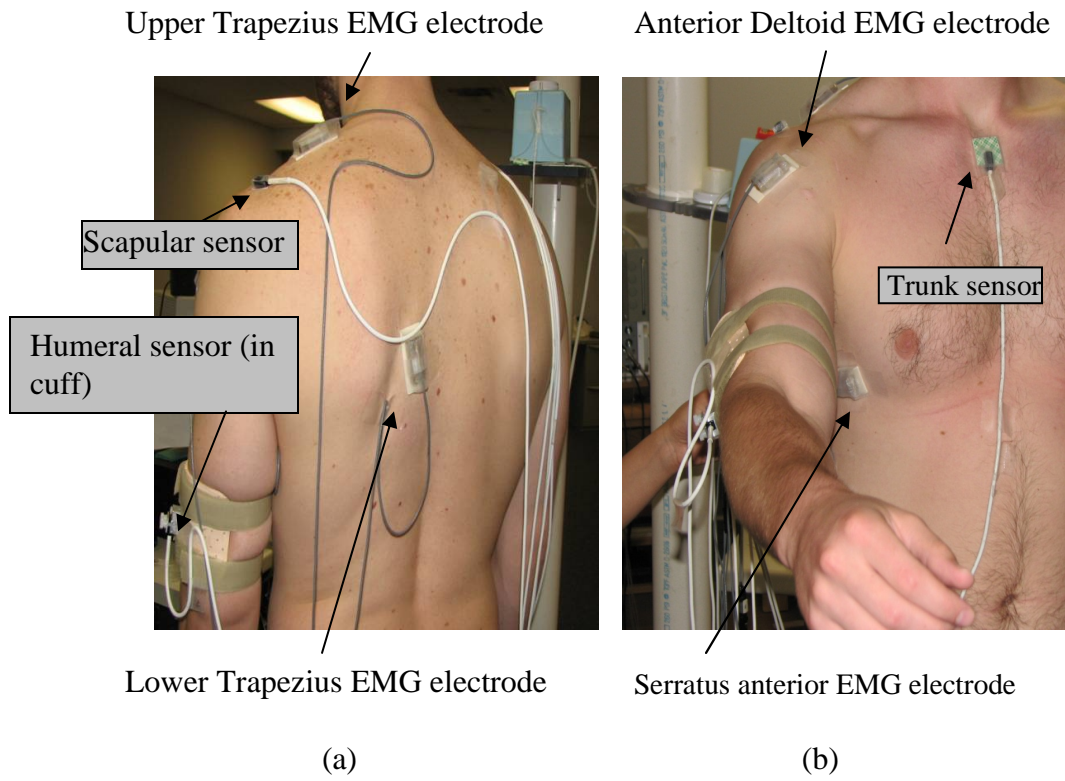 Upper Trapezius EMG electrode
Anterior Deltoid EMG electrode
Scapular sensor
Trunk sensor
Humeral sensor (in
cuff)
Lower Trapezius EMG electrode
Serratus anterior EMG electrode
(a)
(b)